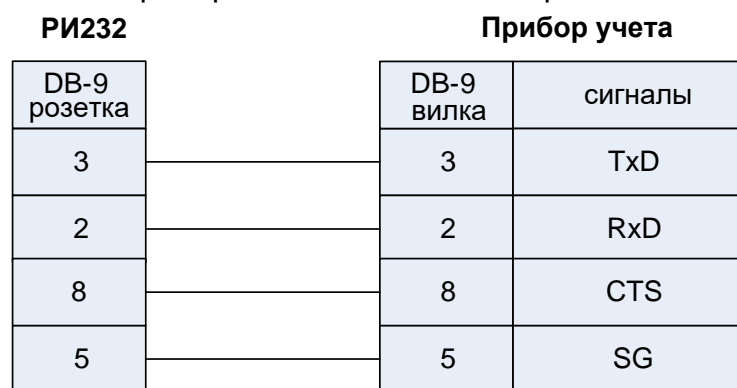 РИ232 Прибор учета
DB-9 розетка DB-9 вилка сигналы
3 3 TxD
2 2 RxD
8 8 CTS
5 5 SG